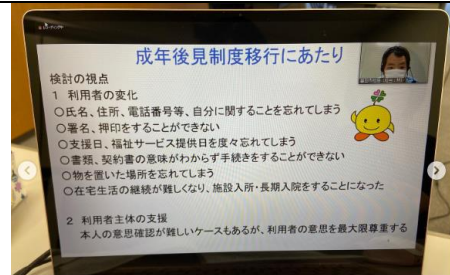 成年後見制度移行にあたり
検討の視点
1 利用者の変化
○氏名、住所、電話番号等、自分に関することを忘れてしまう
○署名、押印をすることができない
○支援日、福祉サービス提供日を度々忘れてしまう
○書類、契約書の意味がわからず手続きをすることができない
○物を置いた場所を忘れてしまう
○在宅生活の継続が難しくなり、施設入所・長期入院をすることになった
2 利用者主体の支援
本人の意思確認が難しいケースもあるが、利用者の意思を最大限尊重する